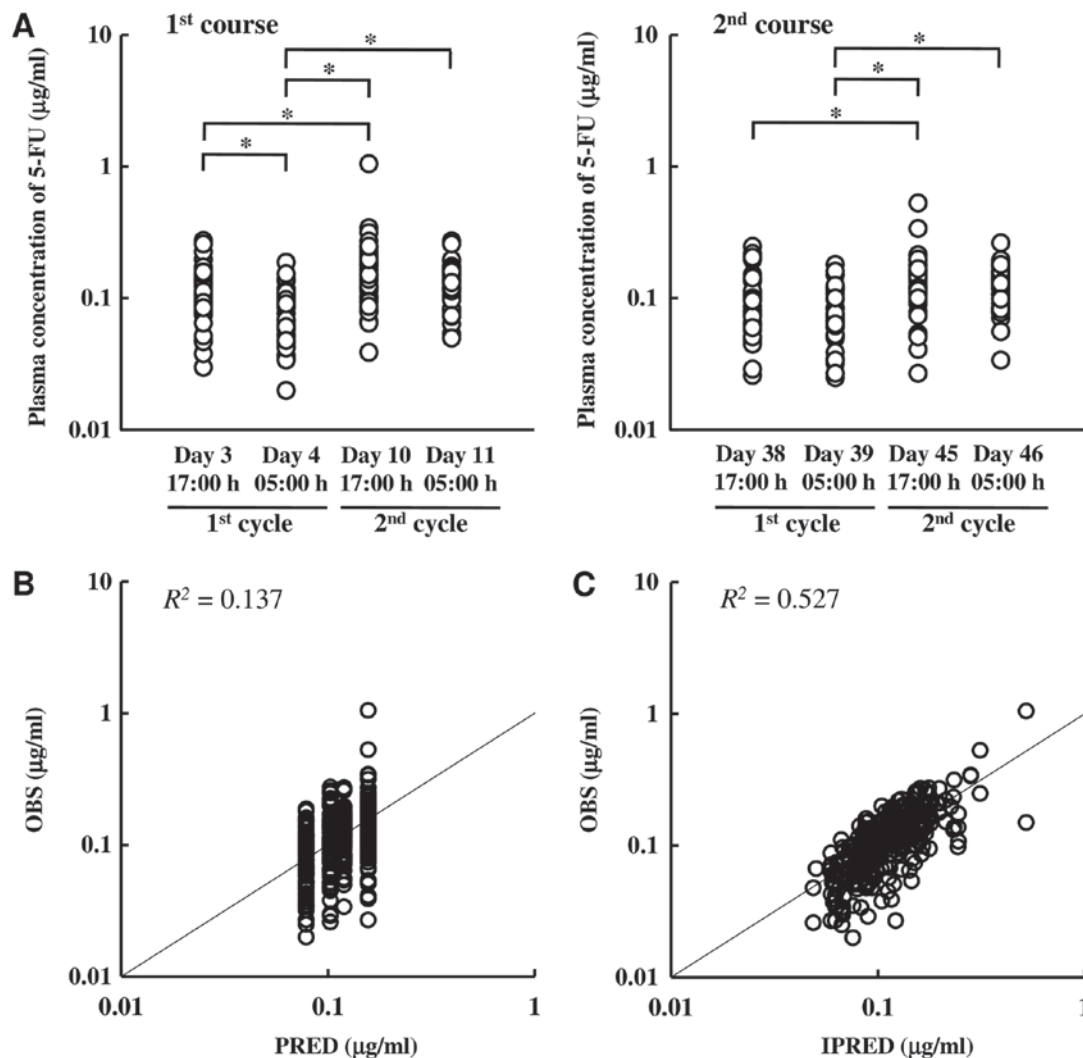 A
1st course
2nd course
Plasma concentration of 5-FU (µg/ml)
10
1
0.1
0.01
*
*
*
*
Day 3 Day 4 Day 10 Day 11
17:00 h 05:00 h 17:00 h 05:00 h
1st cycle 2nd cycle
Plasma concentration of 5-FU (µg/ml)
10
1
0.1
0.01
*
*
*
Day 38 Day 39 Day 45 Day 46
17:00 h 05:00 h 17:00 h 05:00 h
1st cycle 2nd cycle
B
R² = 0.137
OBS (µg/ml)
10
1
0.1
0.01
0.01 0.1 1
PRED (µg/ml)
C
R² = 0.527
OBS (µg/ml)
10
1
0.1
0.01
0.01 0.1 1
IPRED (µg/ml)